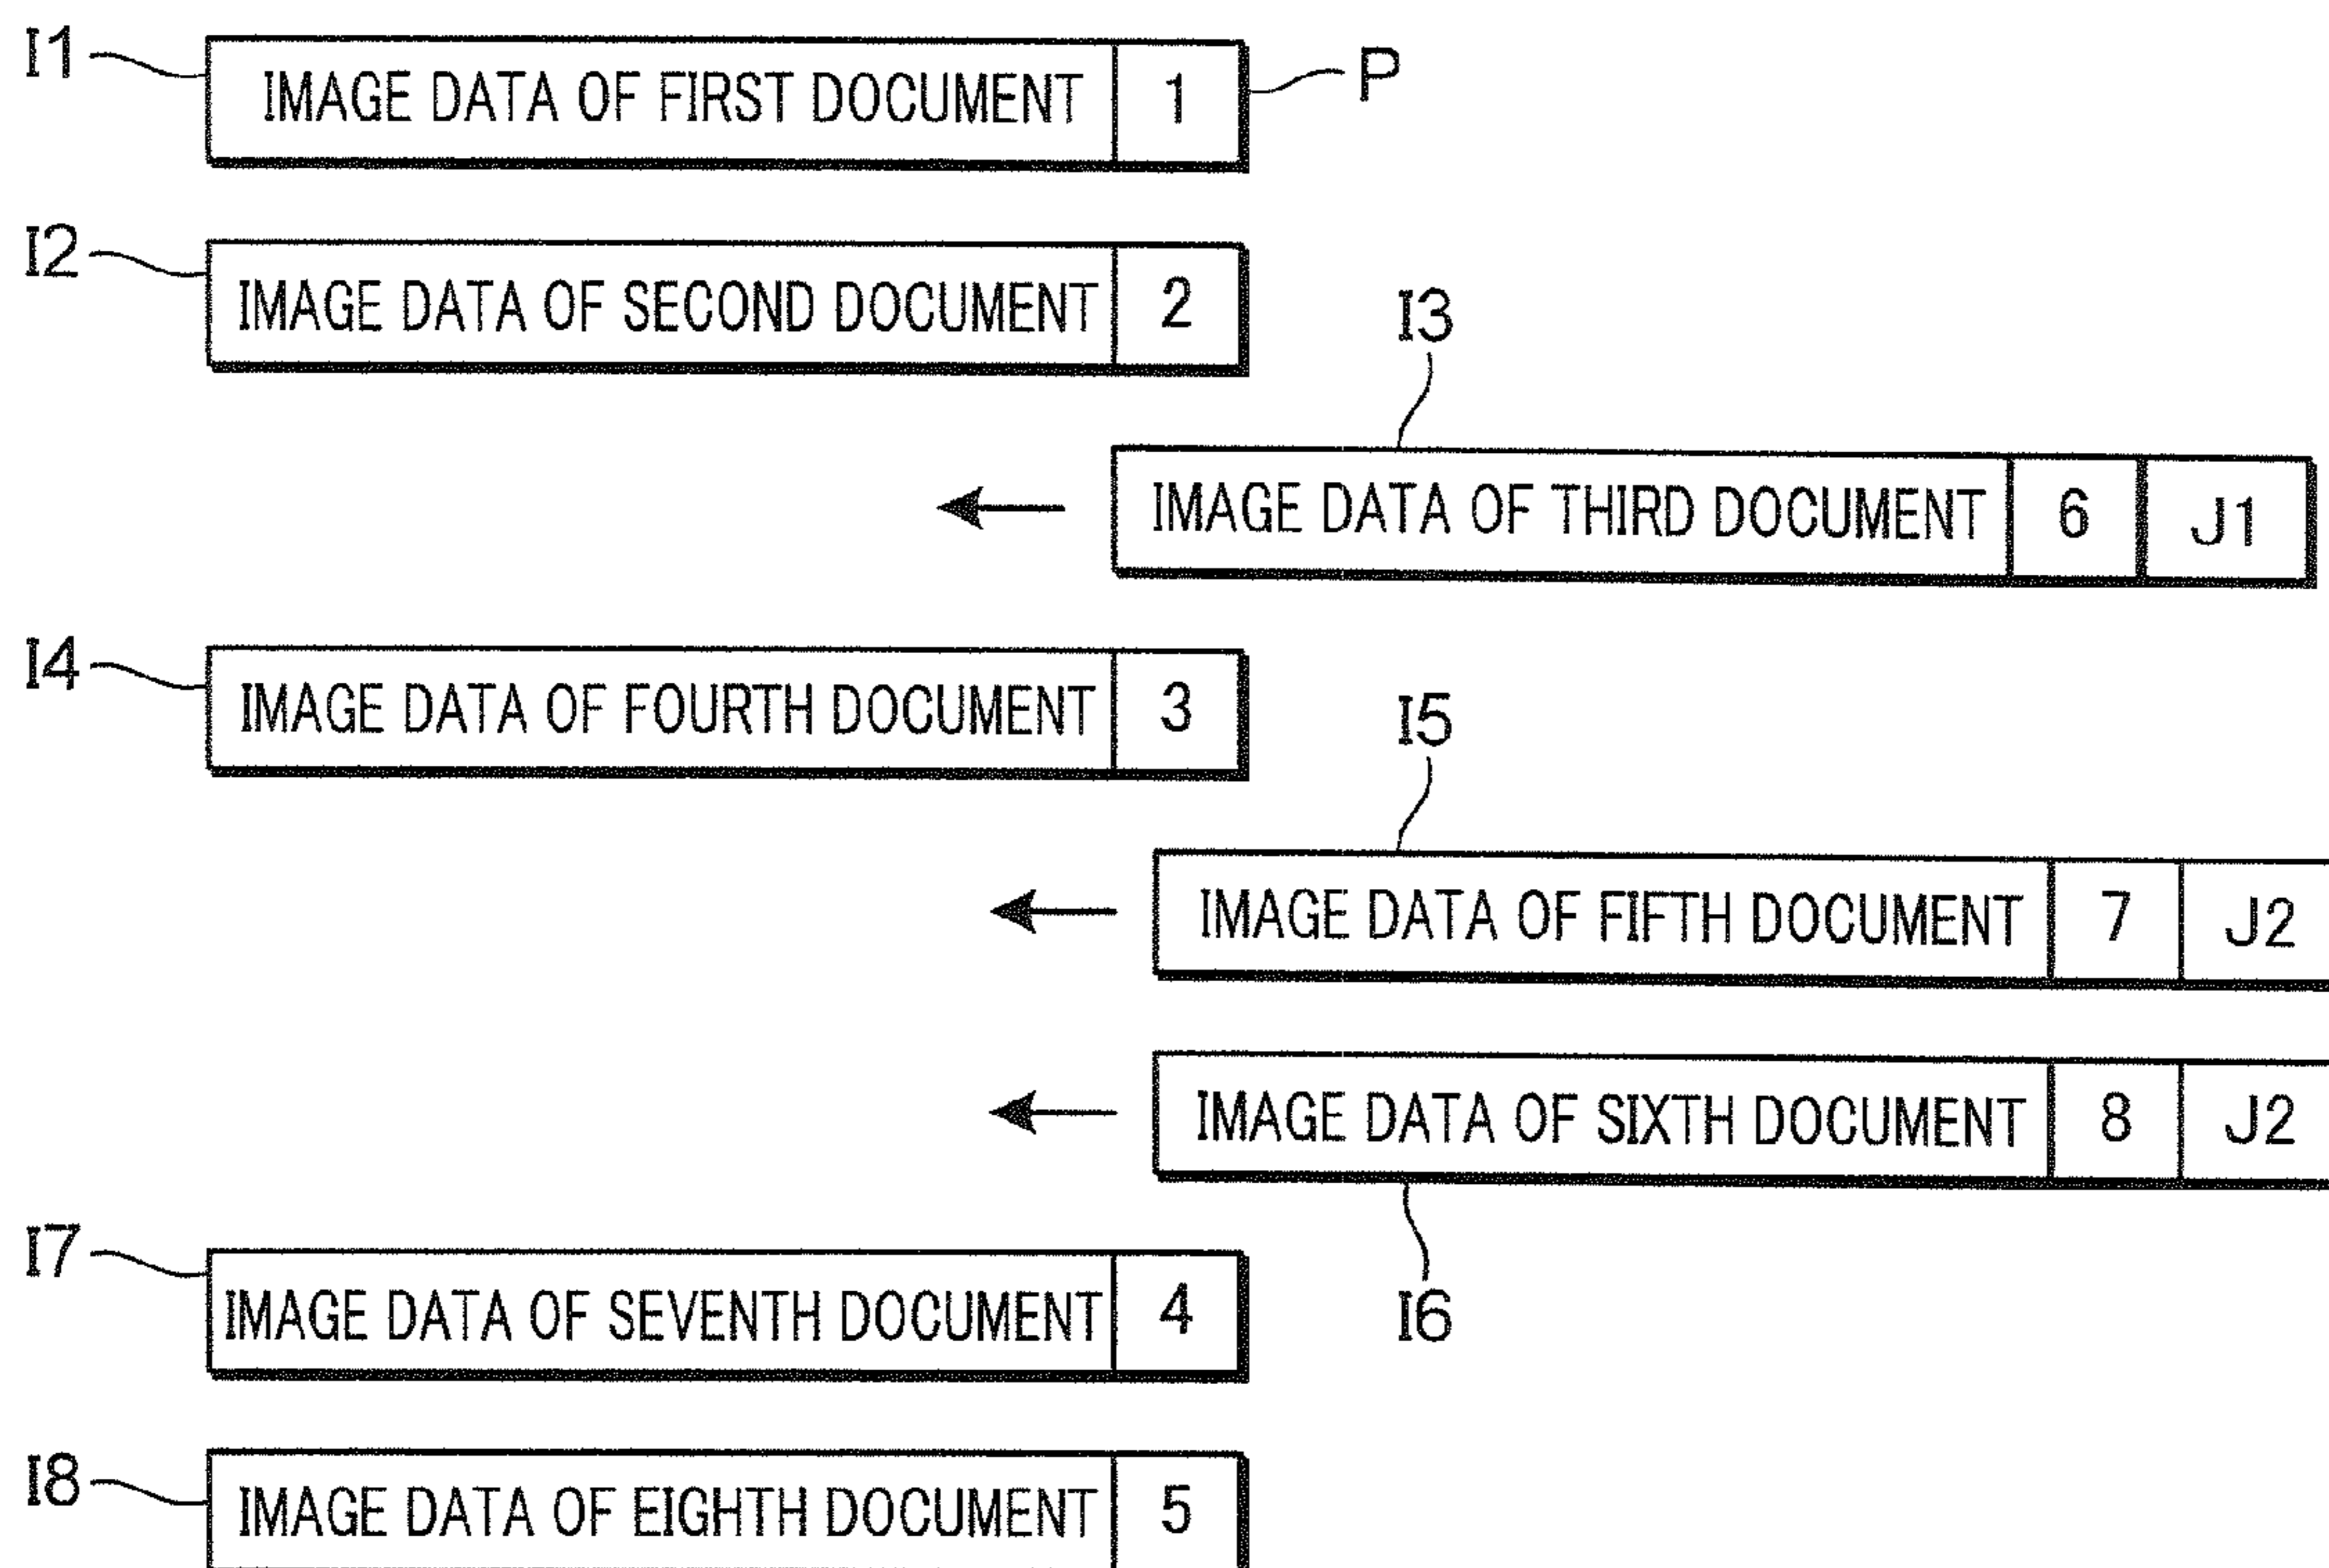 I1 IMAGE DATA OF FIRST DOCUMENT 1 P
I2 IMAGE DATA OF SECOND DOCUMENT 2
I3
IMAGE DATA OF THIRD DOCUMENT 6 J1
I4 IMAGE DATA OF FOURTH DOCUMENT 3
I5
IMAGE DATA OF FIFTH DOCUMENT 7 J2
IMAGE DATA OF SIXTH DOCUMENT 8 J2
I6
I7 IMAGE DATA OF SEVENTH DOCUMENT 4
I8 IMAGE DATA OF EIGHTH DOCUMENT 5